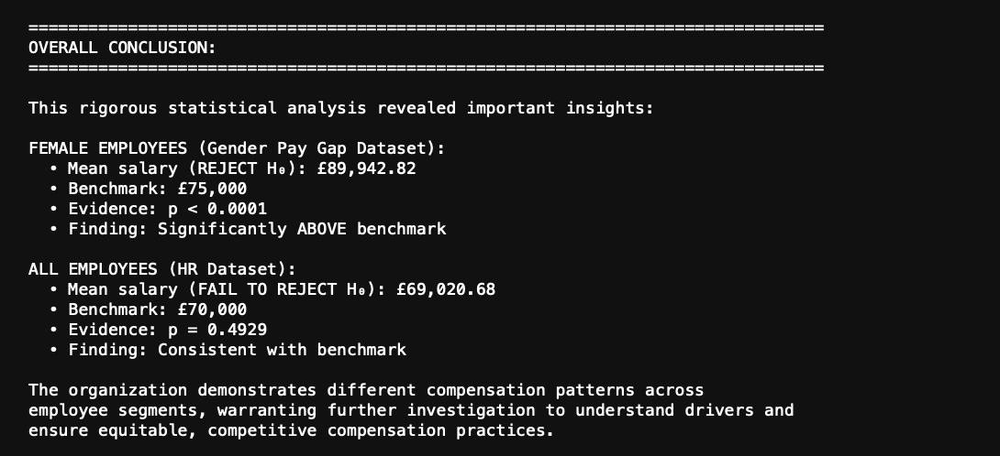 ================================================================================
OVERALL CONCLUSION:
================================================================================
This rigorous statistical analysis revealed important insights:
FEMALE EMPLOYEES (Gender Pay Gap Dataset):
• Mean salary (REJECT H₀): £89,942.82
• Benchmark: £75,000
• Evidence: p < 0.0001
• Finding: Significantly ABOVE benchmark
ALL EMPLOYEES (HR Dataset):
• Mean salary (FAIL TO REJECT H₀): £69,020.68
• Benchmark: £70,000
• Evidence: p = 0.4929
• Finding: Consistent with benchmark
The organization demonstrates different compensation patterns across
employee segments, warranting further investigation to understand drivers and
ensure equitable, competitive compensation practices.